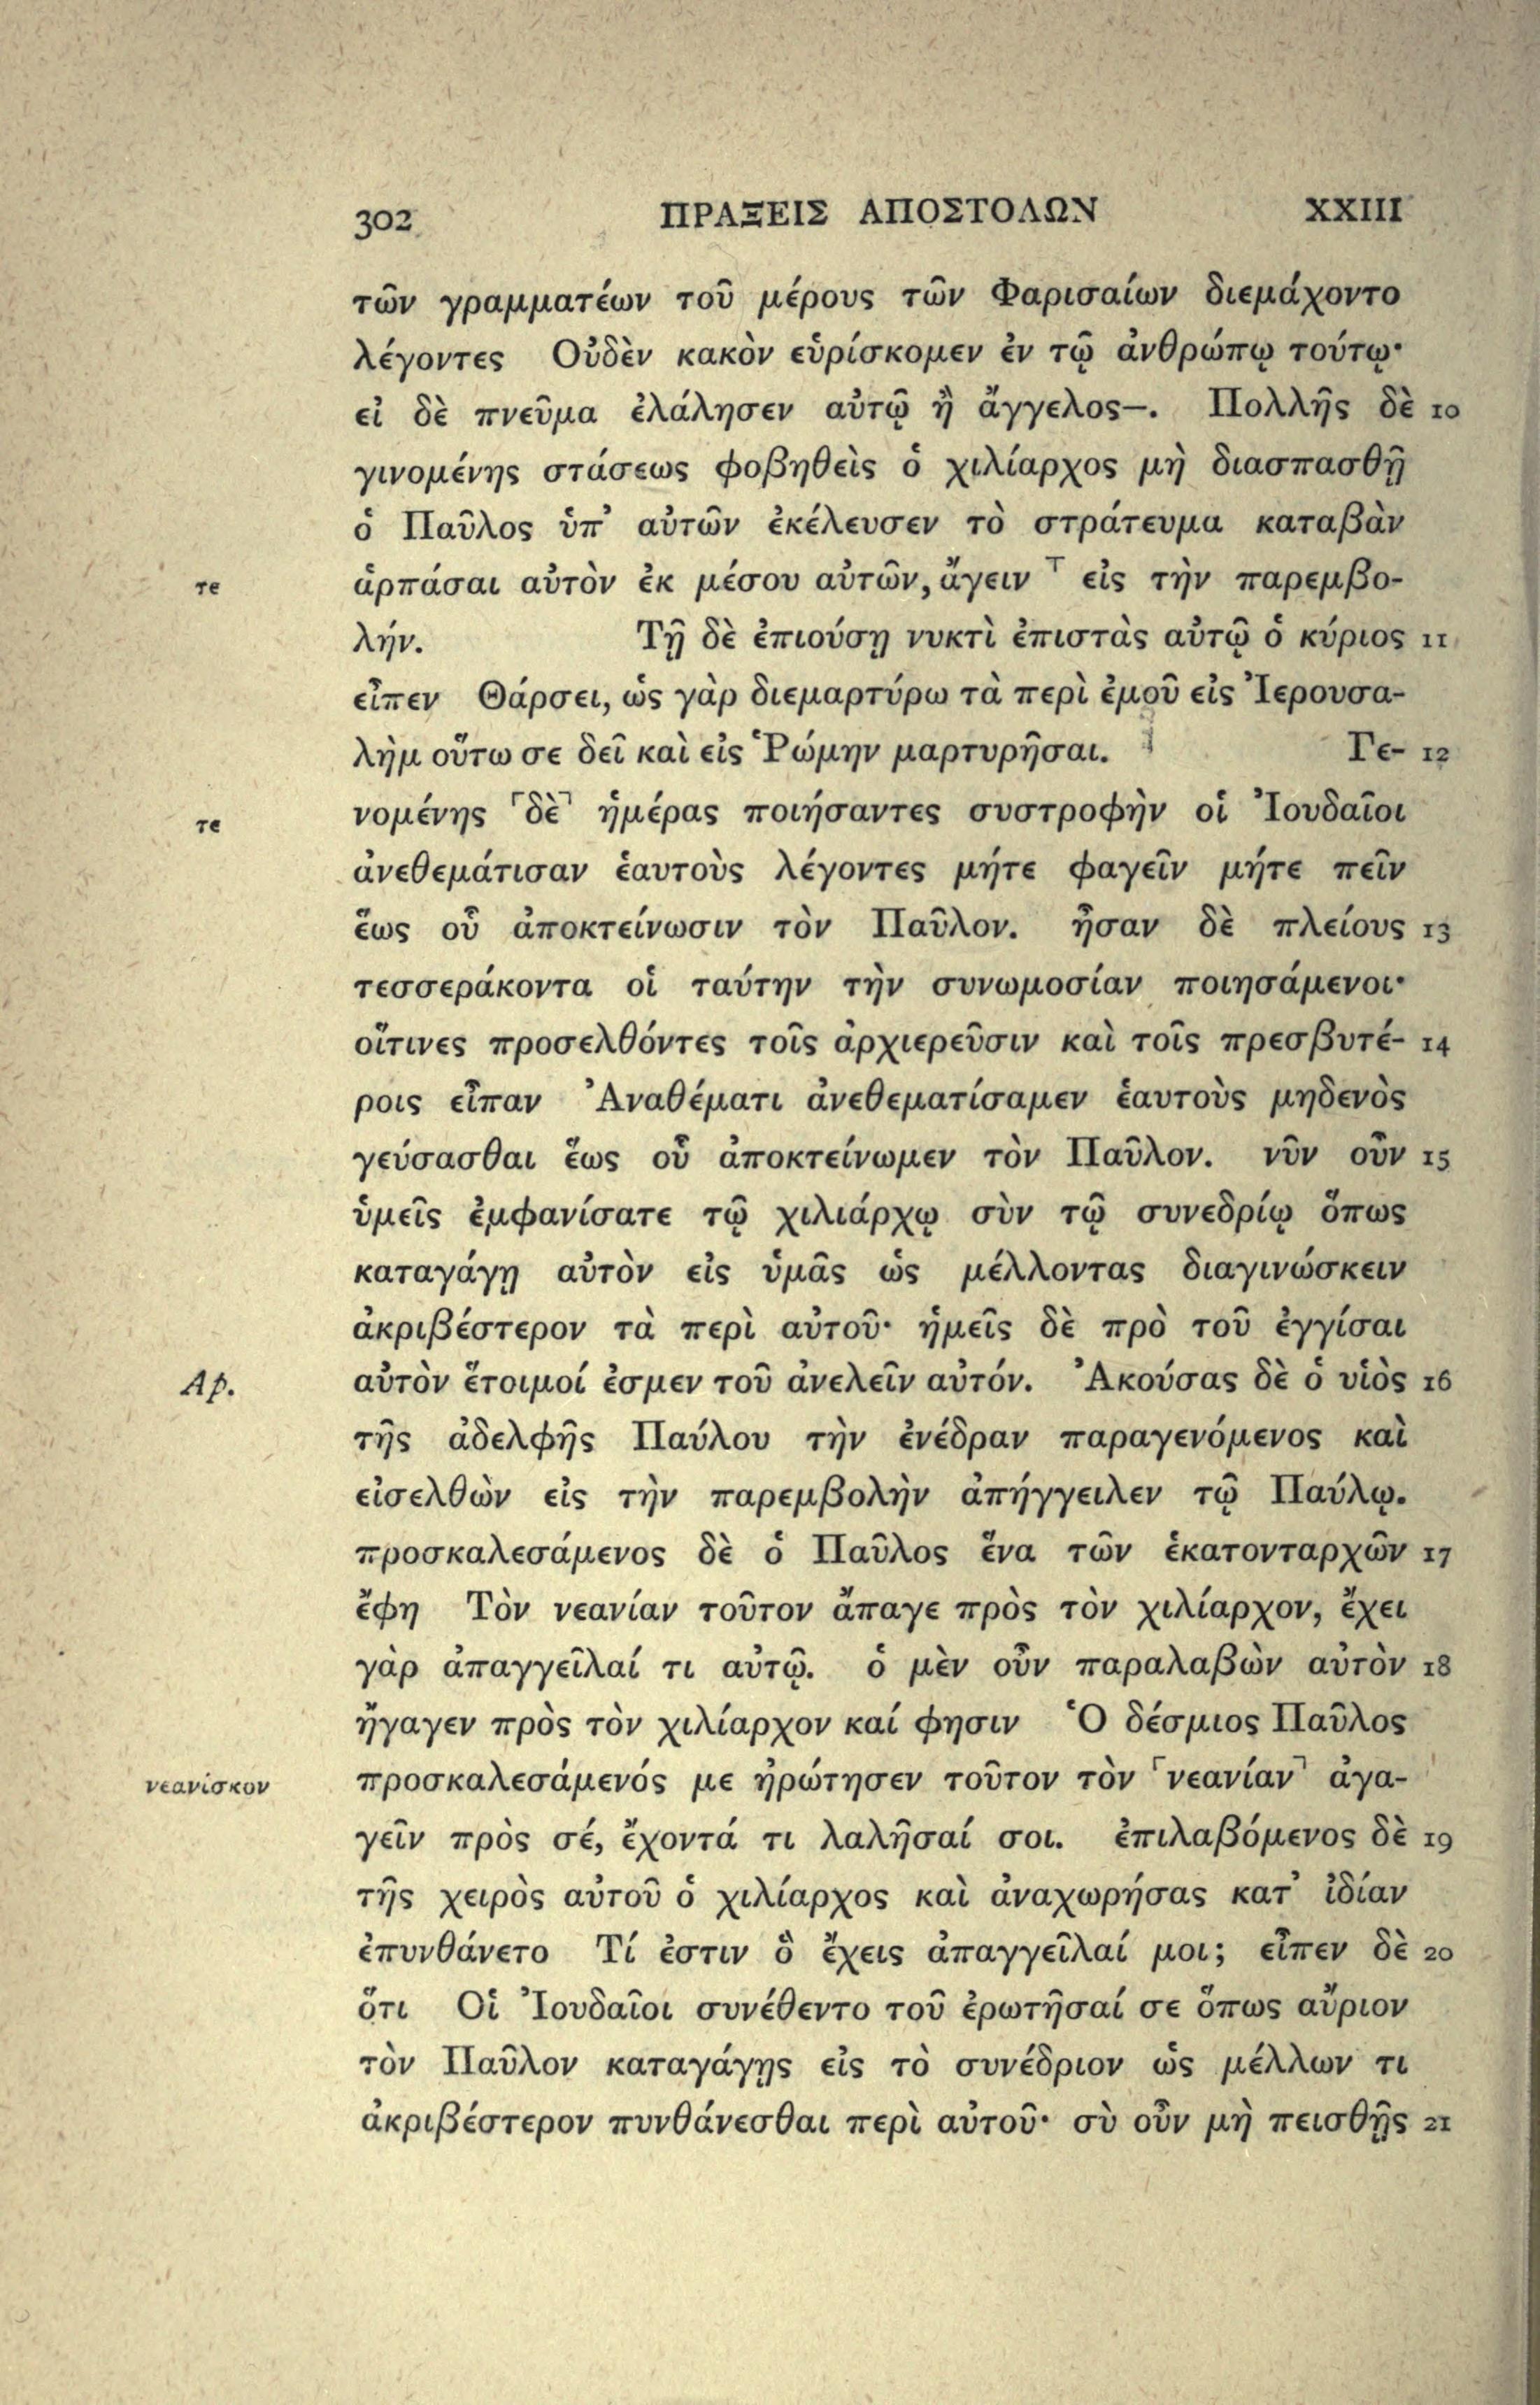 302 ΠΡΑΞΕΙΣ ΑΠΟΣΤΟΛΩΝ XXIII
τῶν γραμματέων τοῦ μέρους τῶν Φαρισαίων διεμάχοντο
λέγοντες Οὐδὲν κακὸν εὑρίσκομεν ἐν τῷ ἀνθρώπῳ τούτῳ·
εἰ δὲ πνεῦμα ἐλάλησεν αὐτῷ ἢ ἄγγελος—. Πολλῆς δὲ 10
γινομένης στάσεως φοβηθεὶς ὁ χιλίαρχος μὴ διασπασθῇ
ὁ Παῦλος ὑπ' αὐτῶν ἐκέλευσεν τὸ στράτευμα καταβὰν
τε ἁρπάσαι αὐτὸν ἐκ μέσου αὐτῶν, ἄγειν ⊤ εἰς τὴν παρεμβο-
λήν. Τῇ δὲ ἐπιούσῃ νυκτὶ ἐπιστὰς αὐτῷ ὁ κύριος 11
εἶπεν Θάρσει, ὡς γὰρ διεμαρτύρω τὰ περὶ ἐμοῦ εἰς Ἰερουσα-
λὴμ οὕτω σε δεῖ καὶ εἰς Ῥώμην μαρτυρῆσαι. Γε- 12
τε νομένης ⌜δὲ⌝ ἡμέρας ποιήσαντες συστροφὴν οἱ Ἰουδαῖοι
ἀνεθεμάτισαν ἑαυτοὺς λέγοντες μήτε φαγεῖν μήτε πεῖν
ἕως οὗ ἀποκτείνωσιν τὸν Παῦλον. ἦσαν δὲ πλείους 13
τεσσεράκοντα οἱ ταύτην τὴν συνωμοσίαν ποιησάμενοι·
οἵτινες προσελθόντες τοῖς ἀρχιερεῦσιν καὶ τοῖς πρεσβυτέ- 14
ροις εἶπαν Ἀναθέματι ἀνεθεματίσαμεν ἑαυτοὺς μηδενὸς
γεύσασθαι ἕως οὗ ἀποκτείνωμεν τὸν Παῦλον. νῦν οὖν 15
ὑμεῖς ἐμφανίσατε τῷ χιλιάρχῳ σὺν τῷ συνεδρίῳ ὅπως
καταγάγῃ αὐτὸν εἰς ὑμᾶς ὡς μέλλοντας διαγινώσκειν
ἀκριβέστερον τὰ περὶ αὐτοῦ· ἡμεῖς δὲ πρὸ τοῦ ἐγγίσαι
Ap. αὐτὸν ἕτοιμοί ἐσμεν τοῦ ἀνελεῖν αὐτόν. Ἀκούσας δὲ ὁ υἱὸς 16
τῆς ἀδελφῆς Παύλου τὴν ἐνέδραν παραγενόμενος καὶ
εἰσελθὼν εἰς τὴν παρεμβολὴν ἀπήγγειλεν τῷ Παύλῳ.
προσκαλεσάμενος δὲ ὁ Παῦλος ἕνα τῶν ἑκατονταρχῶν 17
ἔφη Τὸν νεανίαν τοῦτον ἄπαγε πρὸς τὸν χιλίαρχον, ἔχει
γὰρ ἀπαγγεῖλαί τι αὐτῷ. ὁ μὲν οὖν παραλαβὼν αὐτὸν 18
ἤγαγεν πρὸς τὸν χιλίαρχον καί φησιν Ὁ δέσμιος Παῦλος
νεανίσκον προσκαλεσάμενός με ἠρώτησεν τοῦτον τὸν ⌜νεανίαν⌝ ἀγα-
γεῖν πρὸς σέ, ἔχοντά τι λαλῆσαί σοι. ἐπιλαβόμενος δὲ 19
τῆς χειρὸς αὐτοῦ ὁ χιλίαρχος καὶ ἀναχωρήσας κατ' ἰδίαν
ἐπυνθάνετο Τί ἐστιν ὃ ἔχεις ἀπαγγεῖλαί μοι; εἶπεν δὲ 20
ὅτι Οἱ Ἰουδαῖοι συνέθεντο τοῦ ἐρωτῆσαί σε ὅπως αὔριον
τὸν Παῦλον καταγάγῃς εἰς τὸ συνέδριον ὡς μέλλων τι
ἀκριβέστερον πυνθάνεσθαι περὶ αὐτοῦ· σὺ οὖν μὴ πεισθῇς 21